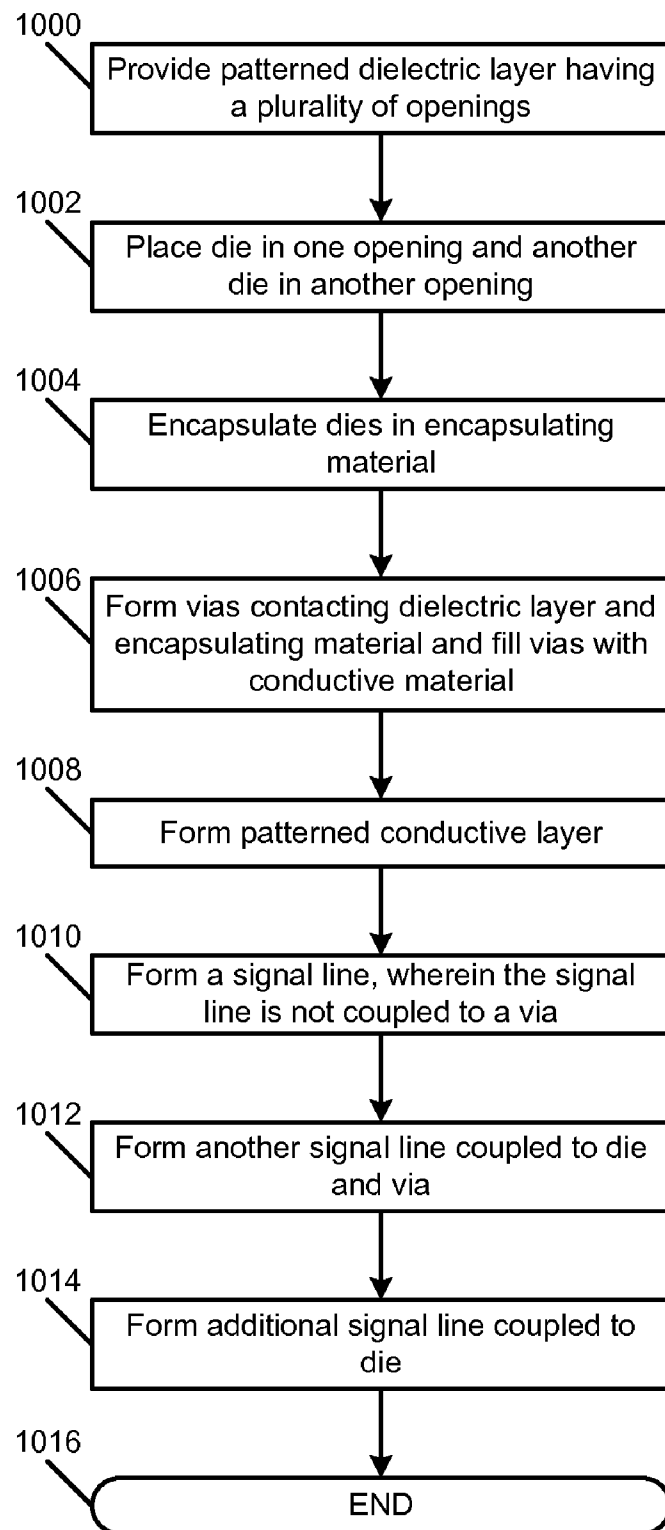 1000
Provide patterned dielectric layer having
a plurality of openings
1002
Place die in one opening and another
die in another opening
1004
Encapsulate dies in encapsulating
material
1006
Form vias contacting dielectric layer and
encapsulating material and fill vias with
conductive material
1008
Form patterned conductive layer
1010
Form a signal line, wherein the signal
line is not coupled to a via
1012
Form another signal line coupled to die
and via
1014
Form additional signal line coupled to
die
1016
END